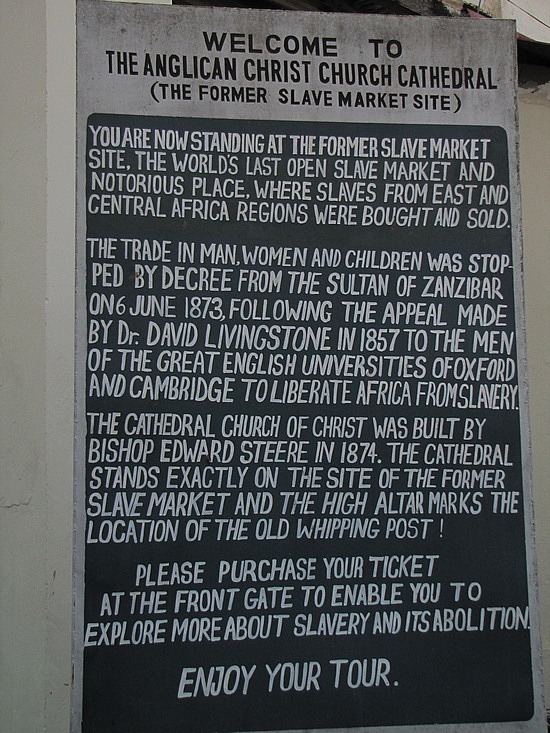 WELCOME TO
THE ANGLICAN CHRIST CHURCH CATHEDRAL
(THE FORMER SLAVE MARKET SITE)
YOU ARE NOW STANDING AT THE FORMER SLAVE MARKET
SITE, THE WORLD'S LAST OPEN SLAVE MARKET AND
NOTORIOUS PLACE, WHERE SLAVES FROM EAST AND
CENTRAL AFRICA REGIONS WERE BOUGHT AND SOLD.
THE TRADE IN MAN, WOMEN AND CHILDREN WAS STOP-
PED BY DECREE FROM THE SULTAN OF ZANZIBAR
ON 6 JUNE 1873, FOLLOWING THE APPEAL MADE
BY Dr. DAVID LIVINGSTONE IN 1857 TO THE MEN
OF THE GREAT ENGLISH UNIVERSITIES OF OXFORD
AND CAMBRIDGE TO LIBERATE AFRICA FROM SLAVERY.
THE CATHEDRAL CHURCH OF CHRIST WAS BUILT BY
BISHOP EDWARD STEERE IN 1874. THE CATHEDRAL
STANDS EXACTLY ON THE SITE OF THE FORMER
SLAVE MARKET AND THE HIGH ALTAR MARKS THE
LOCATION OF THE OLD WHIPPING POST !
PLEASE PURCHASE YOUR TICKET
AT THE FRONT GATE TO ENABLE YOU TO
EXPLORE MORE ABOUT SLAVERY AND ITS ABOLITION.
ENJOY YOUR TOUR.